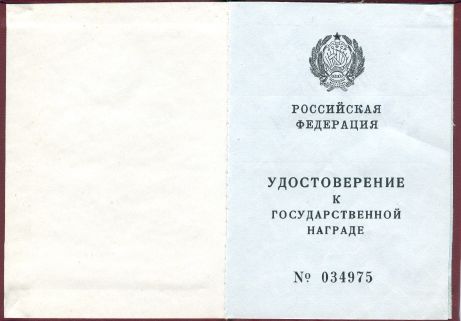 РОССИЙСКАЯ
ФЕДЕРАЦИЯ
УДОСТОВЕРЕНИЕ
К
ГОСУДАРСТВЕННОЙ
НАГРАДЕ
№ 034975